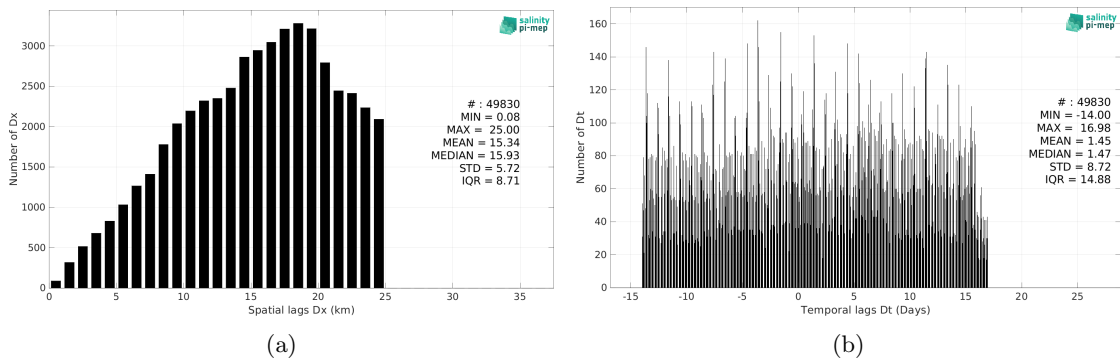 salinity
pi-mep
3000
2500
2000
1500
1000
500
0
Number of Dx
# : 49830
MIN = 0.08
MAX = 25.00
MEAN = 15.34
MEDIAN = 15.93
STD = 5.72
IQR = 8.71
0 5 10 15 20 25 30 35
Spatial lags Dx (km)
(a)
salinity
pi-mep
160
140
120
100
80
60
40
20
0
Number of Dt
# : 49830
MIN = -14.00
MAX = 16.98
MEAN = 1.45
MEDIAN = 1.47
STD = 8.72
IQR = 14.88
-15 -10 -5 0 5 10 15 20 25
Temporal lags Dt (Days)
(b)